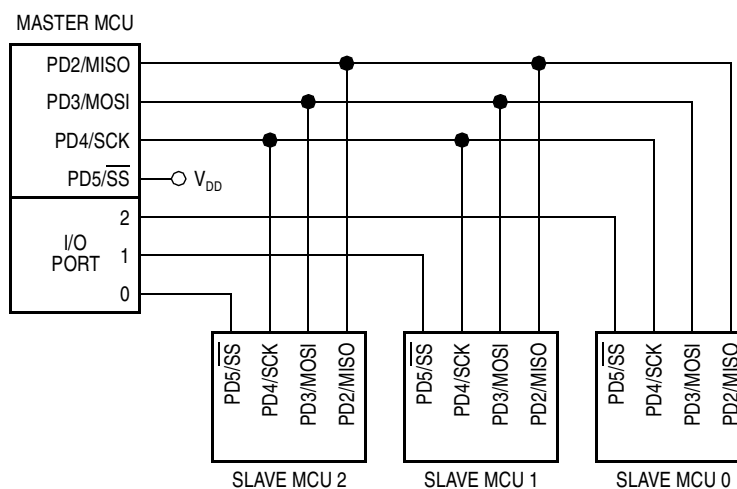 MASTER MCU
PD2/MISO
PD3/MOSI
PD4/SCK
PD5/SS
V_DD
I/O
PORT
2
1
0
PD5/SS
PD4/SCK
PD3/MOSI
PD2/MISO
PD5/SS
PD4/SCK
PD3/MOSI
PD2/MISO
PD5/SS
PD4/SCK
PD3/MOSI
PD2/MISO
SLAVE MCU 2
SLAVE MCU 1
SLAVE MCU 0